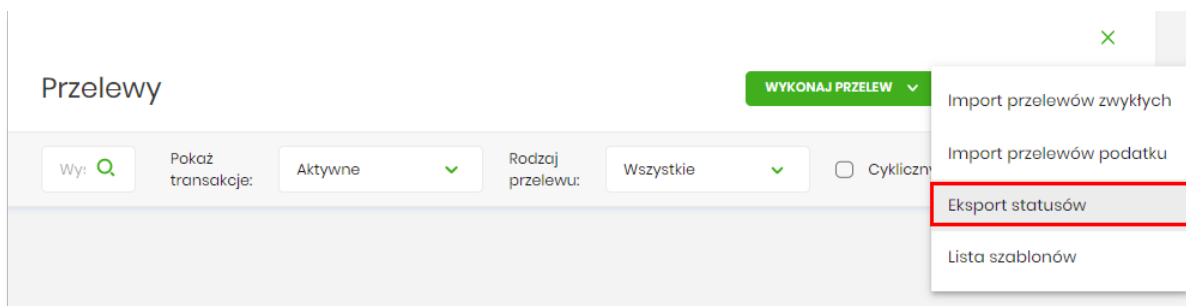 Przelewy
WYKONAJ PRZELEW
Import przelewów zwykłych
Import przelewów podatku
Eksport statusów
Lista szablonów
Pokaż
transakcje:
Aktywne
Rodzaj
przelewu:
Wszystkie